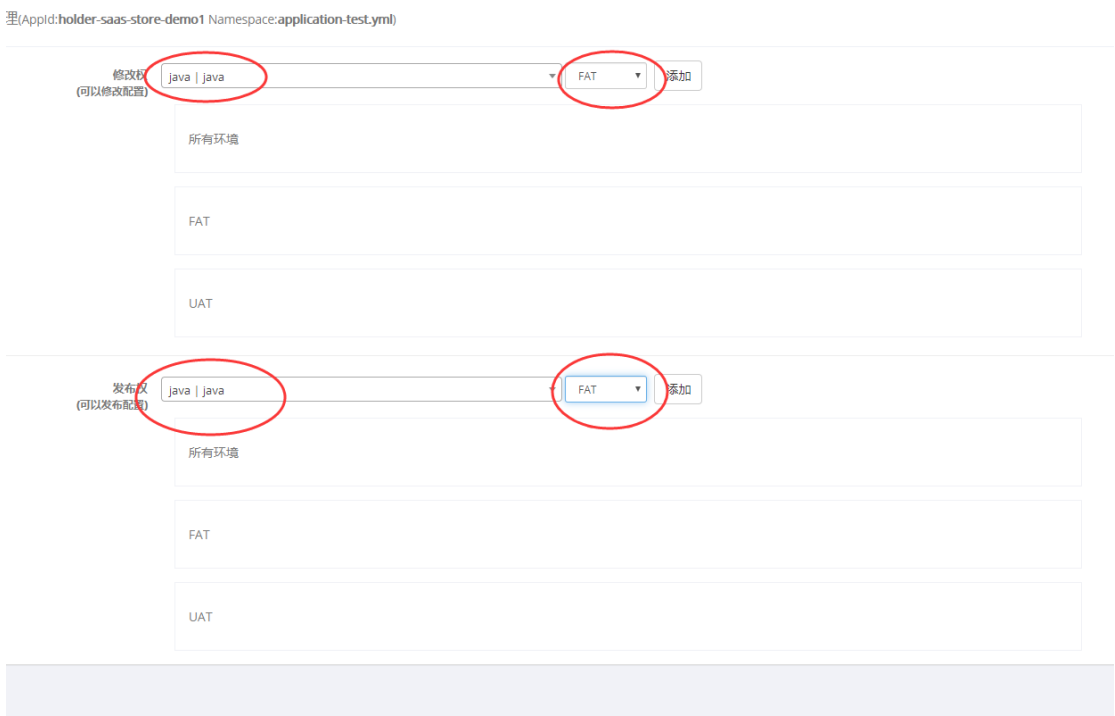 理(AppId:holder-saas-store-demo1 Namespace:application-test.yml)
修改权
(可以修改配置)
java | java
FAT
添加
所有环境
FAT
UAT
发布权
(可以发布配置)
java | java
FAT
添加
所有环境
FAT
UAT